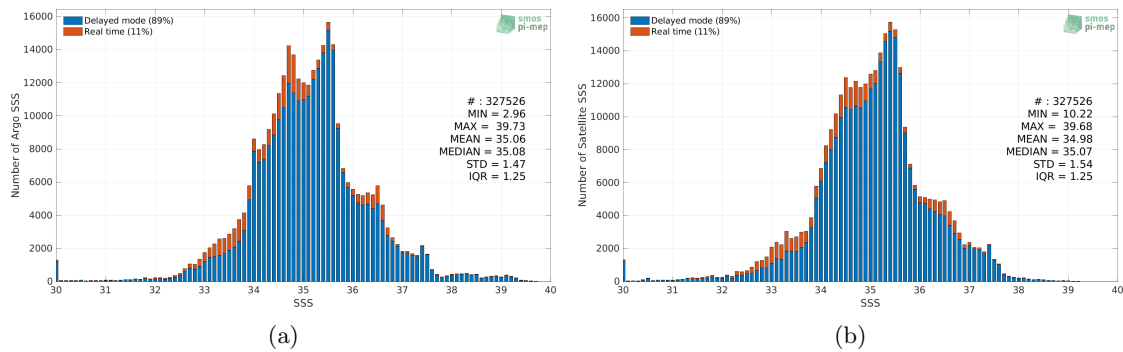 Delayed mode (89%)
Real time (11%)
smos
pi-mep
# : 327526
MIN = 2.96
MAX = 39.73
MEAN = 35.06
MEDIAN = 35.08
STD = 1.47
IQR = 1.25
Number of Argo SSS
16000
14000
12000
10000
8000
6000
4000
2000
0
30 31 32 33 34 35 36 37 38 39 40
SSS
(a)
Delayed mode (89%)
Real time (11%)
smos
pi-mep
# : 327526
MIN = 10.22
MAX = 39.68
MEAN = 34.98
MEDIAN = 35.07
STD = 1.54
IQR = 1.25
Number of Satellite SSS
16000
14000
12000
10000
8000
6000
4000
2000
0
30 31 32 33 34 35 36 37 38 39 40
SSS
(b)